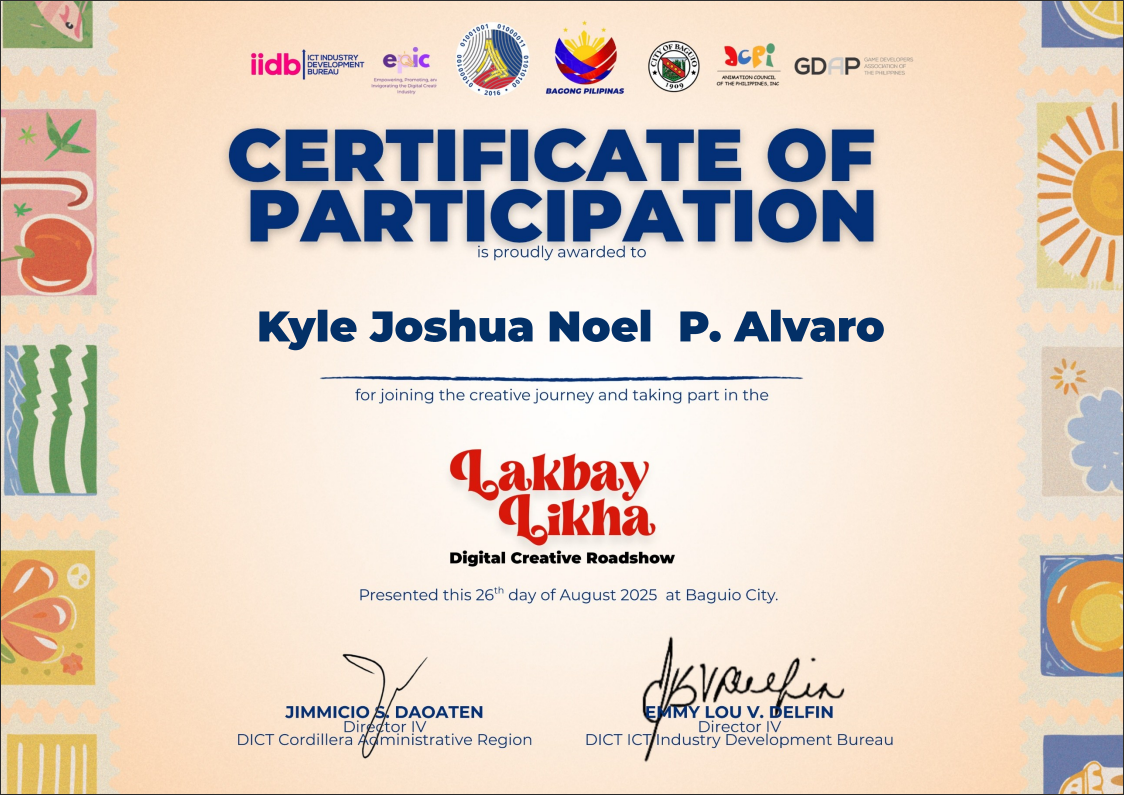 iidb ICT INDUSTRY
DEVELOPMENT
BUREAU
epic
Empowering, Promoting, and
Invigorating the Digital Creative
Industry
01001001 01000011 01010100
2016
BAGONG PILIPINAS
CITY OF BAGUIO
1909
acpi
ANIMATION COUNCIL
OF THE PHILIPPINES, INC
GDAP GAME DEVELOPERS
ASSOCIATION OF
THE PHILIPPINES
CERTIFICATE OF
PARTICIPATION
is proudly awarded to
Kyle Joshua Noel P. Alvaro
for joining the creative journey and taking part in the
Lakbay
Likha
Digital Creative Roadshow
Presented this 26th day of August 2025 at Baguio City.
JIMMICIO S. DAOATEN
Director IV
DICT Cordillera Administrative Region
EMMY LOU V. DELFIN
Director IV
DICT ICT Industry Development Bureau